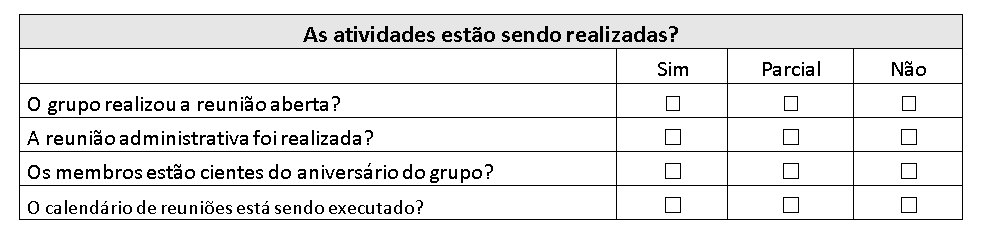 As atividades estão sendo realizadas?
Sim Parcial Não
O grupo realizou a reunião aberta? ☐ ☐ ☐
A reunião administrativa foi realizada? ☐ ☐ ☐
Os membros estão cientes do aniversário do grupo? ☐ ☐ ☐
O calendário de reuniões está sendo executado? ☐ ☐ ☐